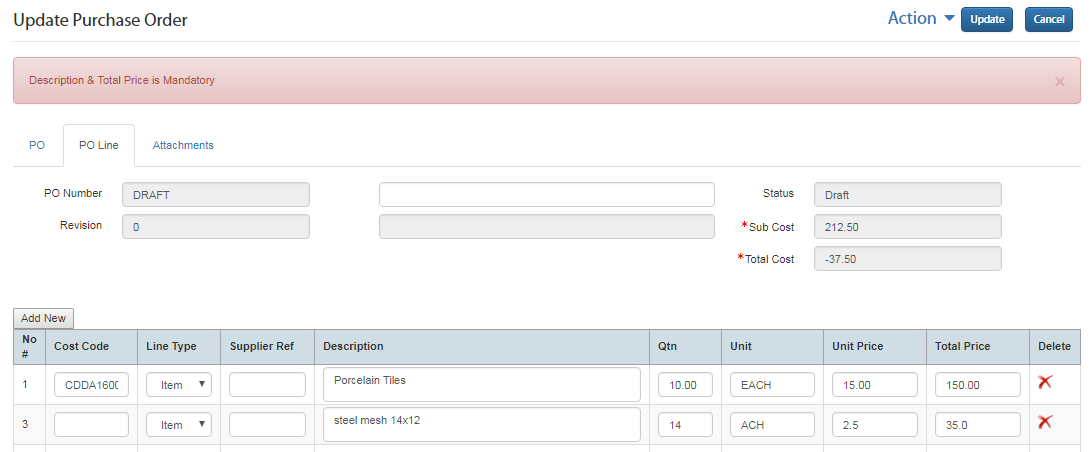 Update Purchase Order Action Update Cancel
Description & Total Price is Mandatory ×
PO PO Line Attachments
PO Number DRAFT Status Draft
Revision 0 *Sub Cost 212.50
*Total Cost -37.50
Add New
No # Cost Code Line Type Supplier Ref Description Qtn Unit Unit Price Total Price Delete
1 CDDA160 Item Porcelain Tiles 10.00 EACH 15.00 150.00
3 Item steel mesh 14x12 14 ACH 2.5 35.0